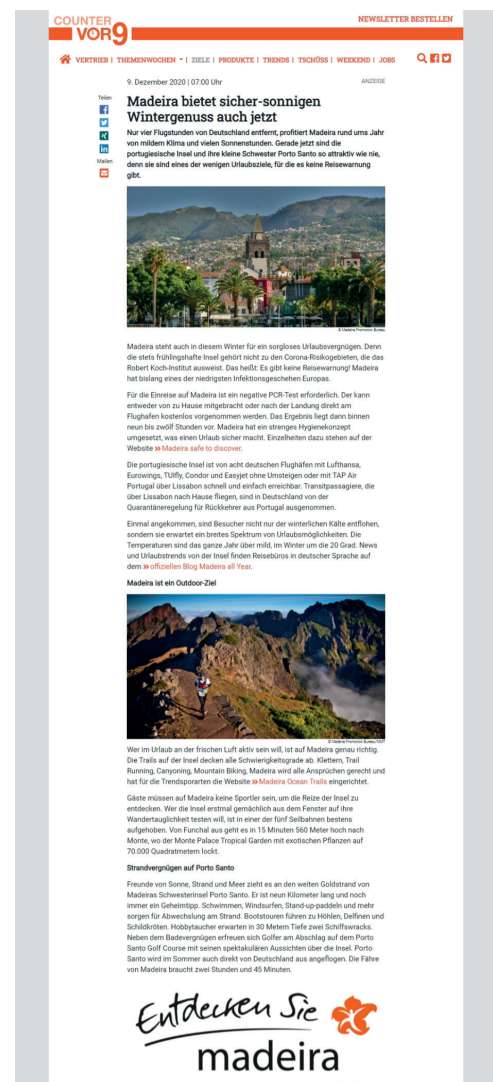 COUNTER
VOR9
NEWSLETTER BESTELLEN
VERTRIEB | THEMENWOCHEN | ZIELE | PRODUKTE | TRENDS | TSCHÜSS | WEEKEND | JOBS
9. Dezember 2020 | 07:00 Uhr
ANZEIGE
Teilen
Mailen
Madeira bietet sicher-sonnigen
Wintergenuss auch jetzt
Nur vier Flugstunden von Deutschland entfernt, profitiert Madeira rund ums Jahr
von mildem Klima und vielen Sonnenstunden. Gerade jetzt sind die
portugiesische Insel und ihre kleine Schwester Porto Santo so attraktiv wie nie,
denn sie sind eines der wenigen Urlaubsziele, für die es keine Reisewarnung
gibt.
© Madeira Promotion Bureau
Madeira steht auch in diesem Winter für ein sorgloses Urlaubsvergnügen. Denn
die stets frühlingshafte Insel gehört nicht zu den Corona-Risikogebieten, die das
Robert Koch-Institut ausweist. Das heißt: Es gibt keine Reisewarnung! Madeira
hat bislang eines der niedrigsten Infektionsgeschehen Europas.
Für die Einreise auf Madeira ist ein negative PCR-Test erforderlich. Der kann
entweder von zu Hause mitgebracht oder nach der Landung direkt am
Flughafen kostenlos vorgenommen werden. Das Ergebnis liegt dann binnen
neun bis zwölf Stunden vor. Madeira hat ein strenges Hygienekonzept
umgesetzt, was einen Urlaub sicher macht. Einzelheiten dazu stehen auf der
Website » Madeira safe to discover.
Die portugiesische Insel ist von acht deutschen Flughäfen mit Lufthansa,
Eurowings, TUIfly, Condor und Easyjet ohne Umsteigen oder mit TAP Air
Portugal über Lissabon schnell und einfach erreichbar. Transitpassagiere, die
über Lissabon nach Hause fliegen, sind in Deutschland von der
Quarantäneregelung für Rückkehrer aus Portugal ausgenommen.
Einmal angekommen, sind Besucher nicht nur der winterlichen Kälte entflohen,
sondern sie erwartet ein breites Spektrum von Urlaubsmöglichkeiten. Die
Temperaturen sind das ganze Jahr über mild, im Winter um die 20 Grad. News
und Urlaubstrends von der Insel finden Reisebüros in deutscher Sprache auf
dem » offiziellen Blog Madeira all Year.
Madeira ist ein Outdoor-Ziel
© Madeira Promotion Bureau
Wer im Urlaub an der frischen Luft aktiv sein will, ist auf Madeira genau richtig.
Die Trails auf der Insel decken alle Schwierigkeitsgrade ab. Klettern, Trail
Running, Canyoning, Mountain Biking, Madeira wird alle Ansprüchen gerecht und
hat für die Trendsporarten die Website » Madeira Ocean Trails eingerichtet.
Gäste müssen auf Madeira keine Sportler sein, um die Reize der Insel zu
entdecken. Wer die Insel erstmal gemächlich aus dem Fenster auf ihre
Wandertauglichkeit testen will, ist in einer der fünf Seilbahnen bestens
aufgehoben. Von Funchal aus geht es in 15 Minuten 560 Meter hoch nach
Monte, wo der Monte Palace Tropical Garden mit exotischen Pflanzen auf
70.000 Quadratmetern lockt.
Strandvergnügen auf Porto Santo
Freunde von Sonne, Strand und Meer zieht es an den weiten Goldstrand von
Madeiras Schwesterinsel Porto Santo. Er ist neun Kilometer lang und noch
immer ein Geheimtipp. Schwimmen, Windsurfen, Stand-up-paddeln und mehr
sorgen für Abwechslung am Strand. Bootstouren führen zu Höhlen, Delfinen und
Schildkröten. Hobbytaucher erwarten in 30 Metern Tiefe zwei Schiffswracks.
Neben dem Badevergnügen erfreuen sich Golfer am Abschlag auf dem Porto
Santo Golf Course mit seinen spektakulären Aussichten über die Insel. Porto
Santo wird im Sommer auch direkt von Deutschland aus angeflogen. Die Fähre
von Madeira braucht zwei Stunden und 45 Minuten.
Entdecken Sie
madeira